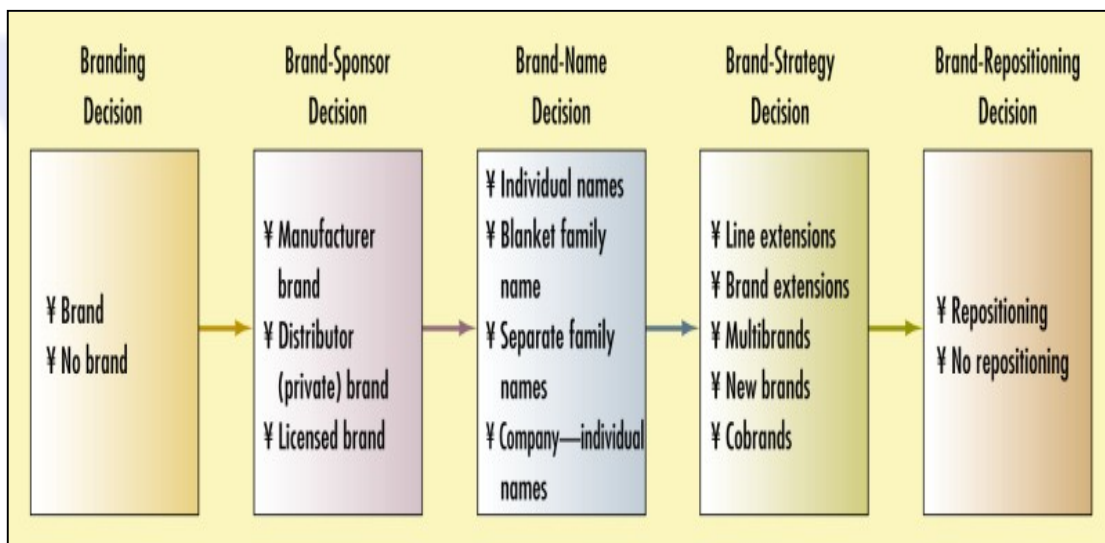 Branding
Decision
Brand-Sponsor
Decision
Brand-Name
Decision
Brand-Strategy
Decision
Brand-Repositioning
Decision
¥ Brand
¥ No brand
¥ Manufacturer
brand
¥ Distributor
(private) brand
¥ Licensed brand
¥ Individual names
¥ Blanket family
name
¥ Separate family
names
¥ Company—individual
names
¥ Line extensions
¥ Brand extensions
¥ Multibrands
¥ New brands
¥ Cobrands
¥ Repositioning
¥ No repositioning